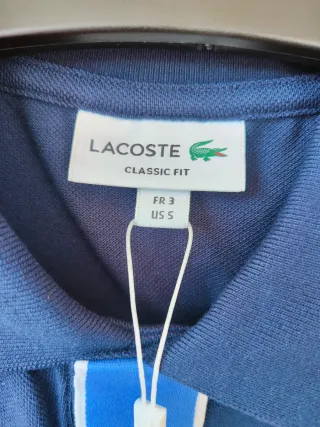 LACOSTE
CLASSIC FIT
FR 3
US S